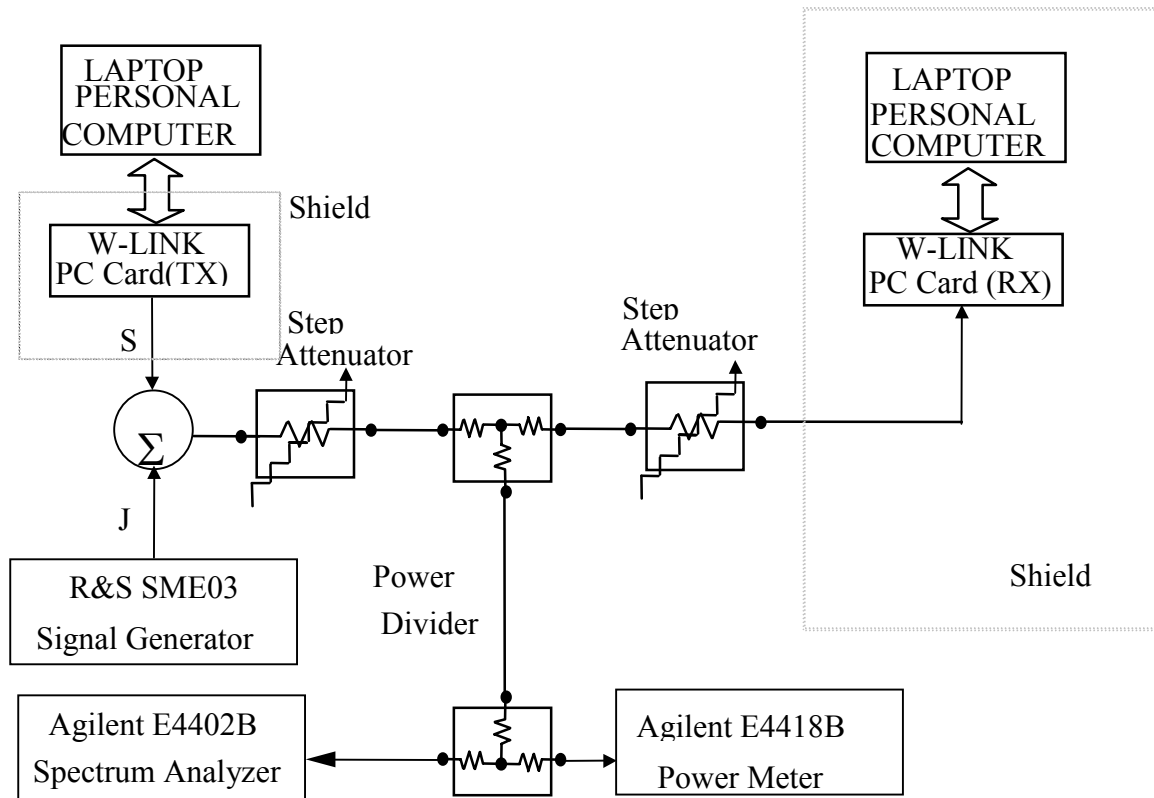 LAPTOP
PERSONAL
COMPUTER
LAPTOP
PERSONAL
COMPUTER
Shield
W-LINK
PC Card(TX)
W-LINK
PC Card (RX)
S
Step
Attenuator
Step
Attenuator
Σ
J
R&S SME03
Signal Generator
Power
Divider
Shield
Agilent E4402B
Spectrum Analyzer
Agilent E4418B
Power Meter